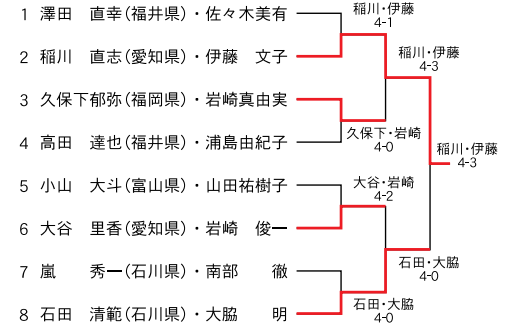 1 澤田　直幸(福井県)・佐々木美有
2 稲川　直志(愛知県)・伊藤　文子
3 久保下郁弥(福岡県)・岩崎真由実
4 高田　達也(福井県)・浦島由紀子
5 小山　大斗(富山県)・山田祐樹子
6 大谷　里香(愛知県)・岩崎　俊一
7 嵐　　秀一(石川県)・南部　　徹
8 石田　清範(石川県)・大脇　　明
稲川・伊藤
4-1
久保下・岩崎
4-0
大谷・岩崎
4-2
石田・大脇
4-0
稲川・伊藤
4-3
石田・大脇
4-0
稲川・伊藤
4-3